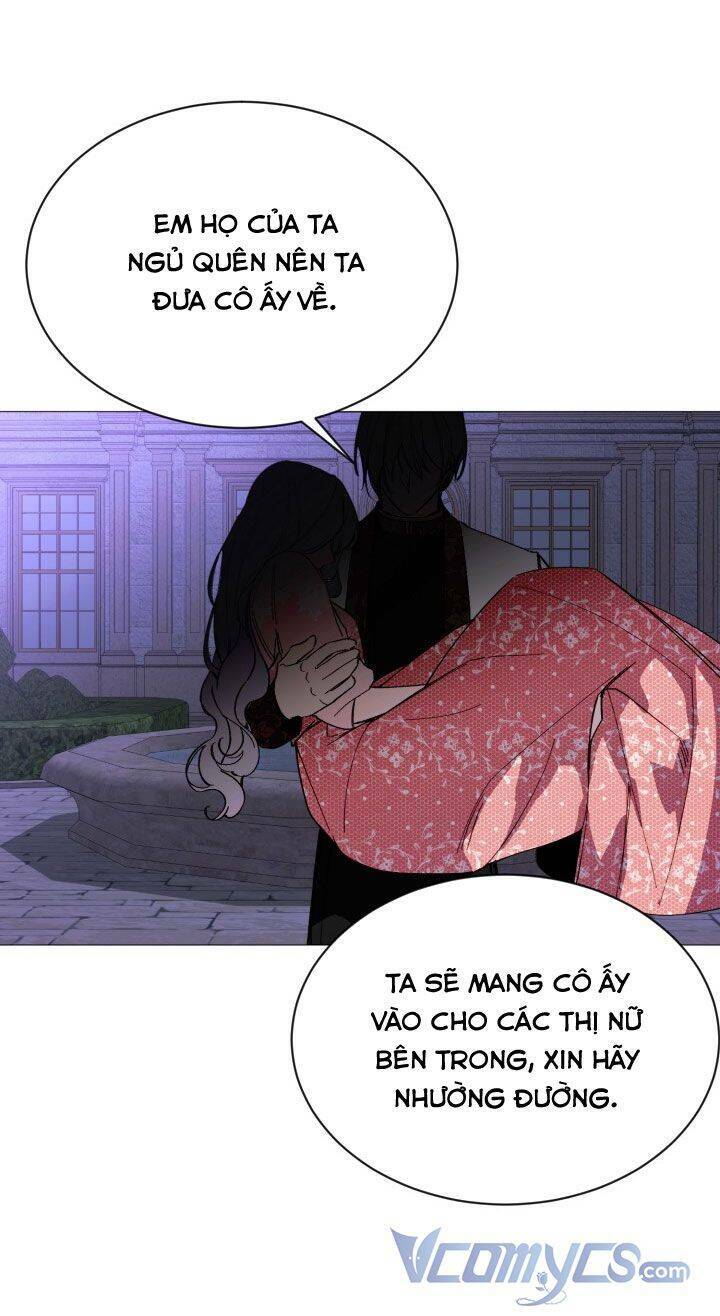 EM HỌ CỦA TA
NGỦ QUÊN NÊN TA
ĐƯA CÔ ẤY VỀ.
TA SẼ MANG CÔ ẤY
VÀO CHO CÁC THỊ NỮ
BÊN TRONG, XIN HÃY
NHƯỜNG ĐƯỜNG.
VCOMYCS.com